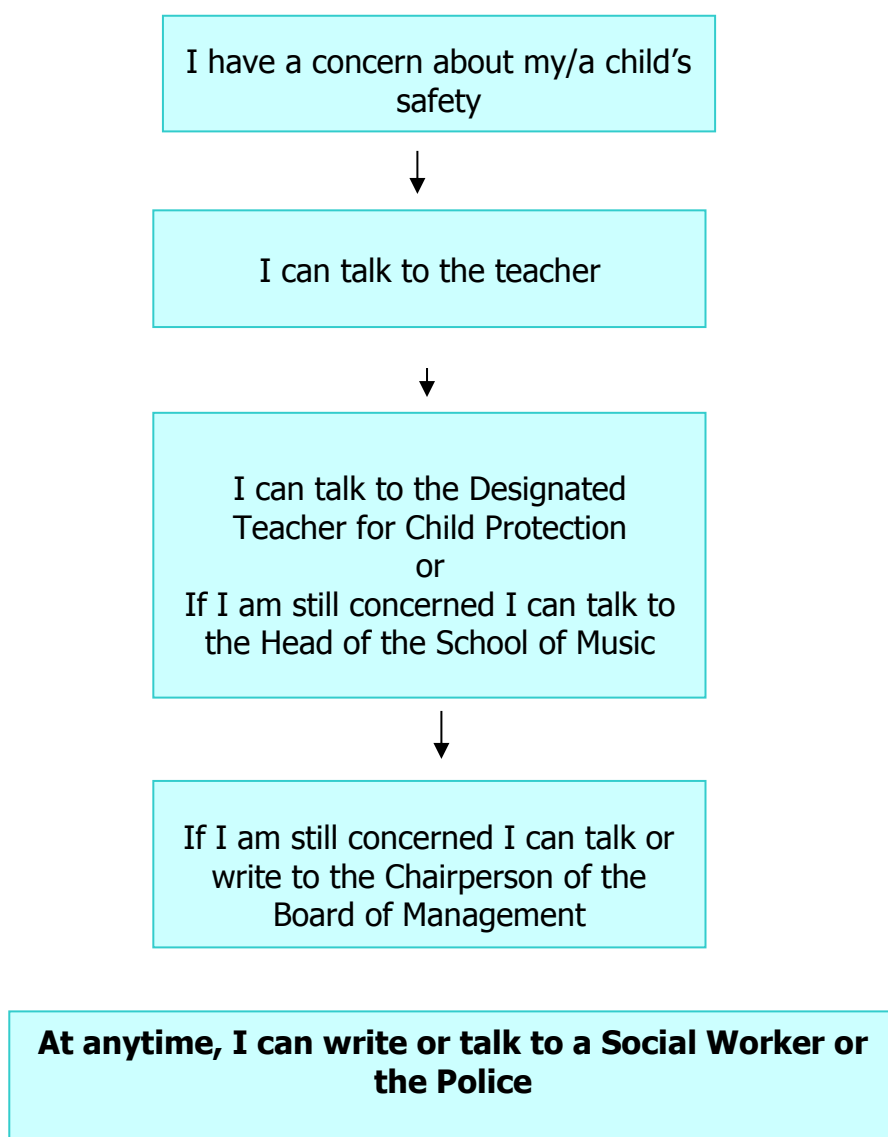 I have a concern about my/a child’s
safety
I can talk to the teacher
I can talk to the Designated
Teacher for Child Protection
or
If I am still concerned I can talk to
the Head of the School of Music
If I am still concerned I can talk or
write to the Chairperson of the
Board of Management
At anytime, I can write or talk to a Social Worker or
the Police